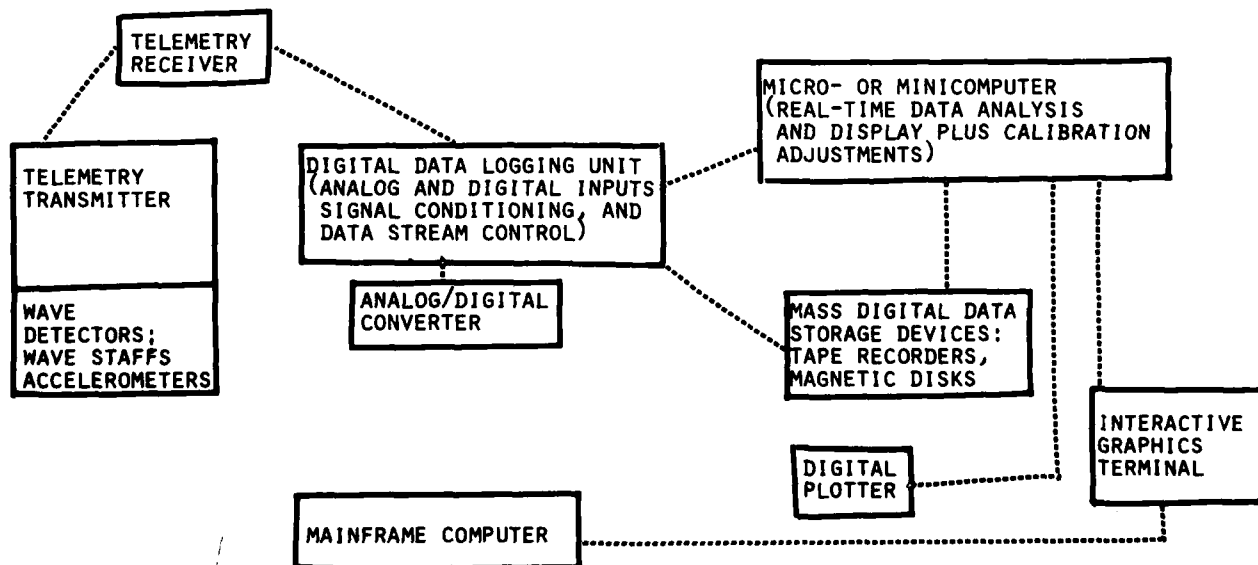 TELEMETRY
RECEIVER
TELEMETRY
TRANSMITTER
WAVE
DETECTORS;
WAVE STAFFS
ACCELEROMETERS
DIGITAL DATA LOGGING UNIT
(ANALOG AND DIGITAL INPUTS
SIGNAL CONDITIONING, AND
DATA STREAM CONTROL)
ANALOG/DIGITAL
CONVERTER
MICRO- OR MINICOMPUTER
(REAL-TIME DATA ANALYSIS
AND DISPLAY PLUS CALIBRATION
ADJUSTMENTS)
MASS DIGITAL DATA
STORAGE DEVICES:
TAPE RECORDERS,
MAGNETIC DISKS
DIGITAL
PLOTTER
INTERACTIVE
GRAPHICS
TERMINAL
MAINFRAME COMPUTER